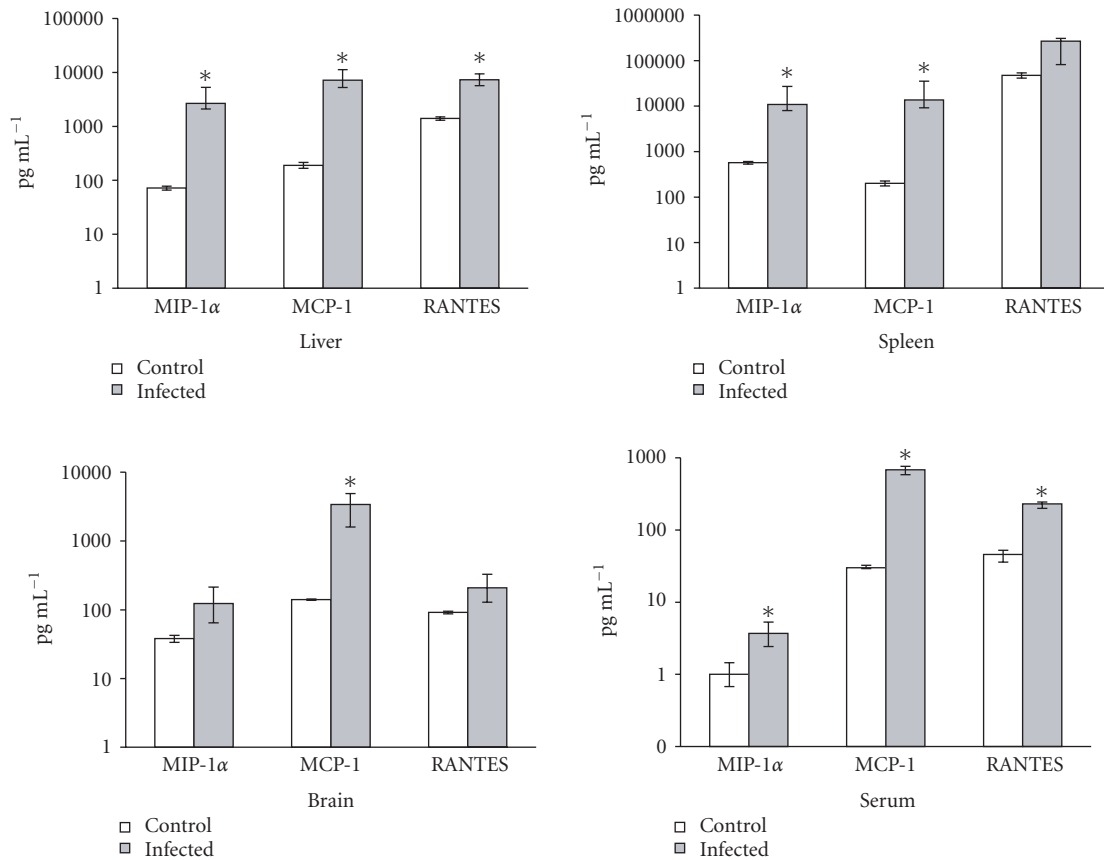 100000
10000
1000
100
10
1
pg mL⁻¹
* * *
MIP-1α MCP-1 RANTES
Liver
Control
Infected
1000000
100000
10000
1000
100
10
1
pg mL⁻¹
* *
MIP-1α MCP-1 RANTES
Spleen
Control
Infected
10000
1000
100
10
1
pg mL⁻¹
*
MIP-1α MCP-1 RANTES
Brain
Control
Infected
1000
100
10
1
0
pg mL⁻¹
* * *
MIP-1α MCP-1 RANTES
Serum
Control
Infected